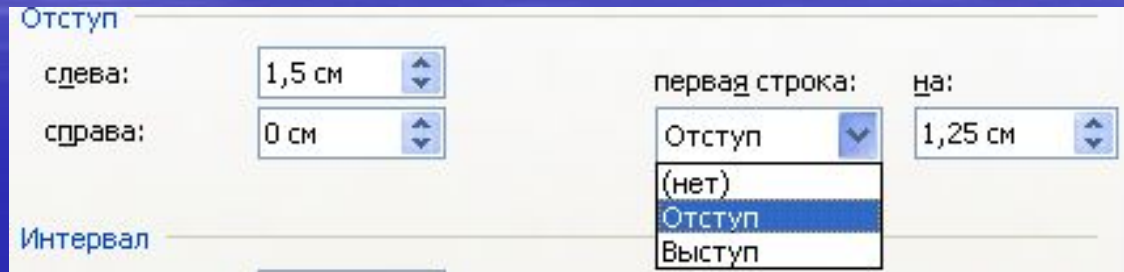 Отступ
слева: 1,5 см
первая строка: на:
справа: 0 см
Отступ 1,25 см
(нет)
Отступ
Выступ
Интервал